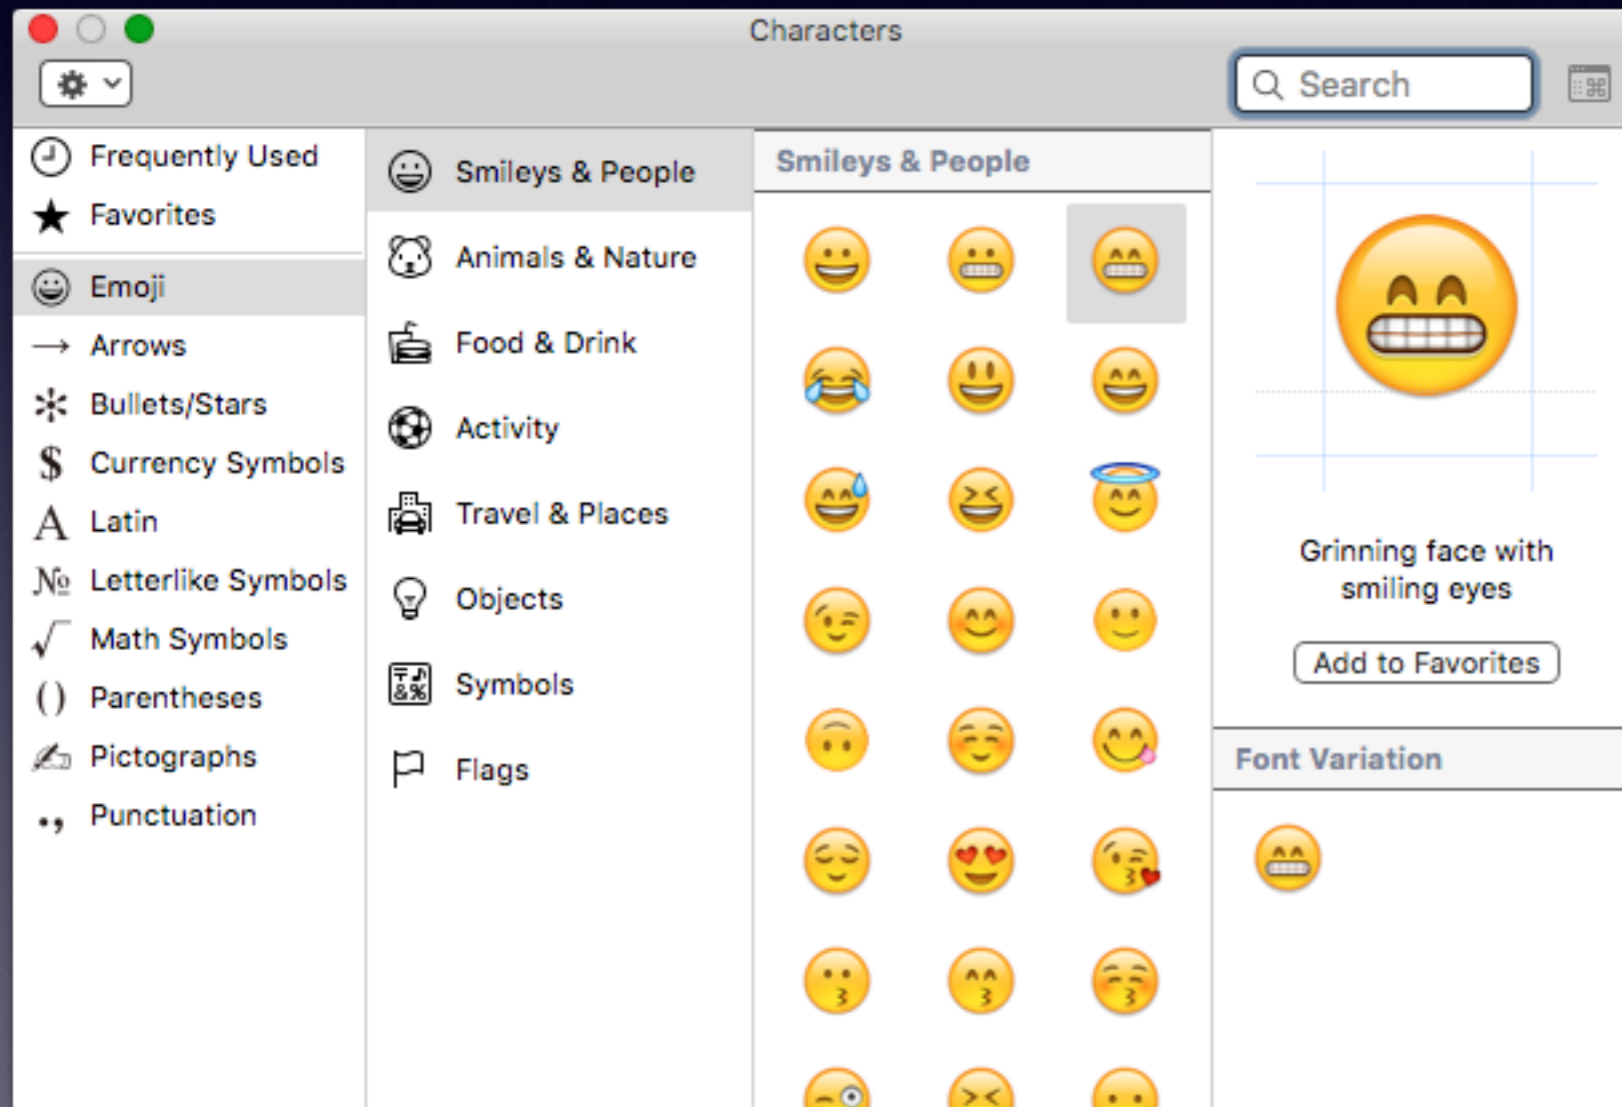 Characters
Search
Frequently Used
Favorites
Emoji
Arrows
Bullets/Stars
Currency Symbols
Latin
Letterlike Symbols
Math Symbols
Parentheses
Pictographs
Punctuation
Smileys & People
Animals & Nature
Food & Drink
Activity
Travel & Places
Objects
Symbols
Flags
Smileys & People
Grinning face with
smiling eyes
Add to Favorites
Font Variation